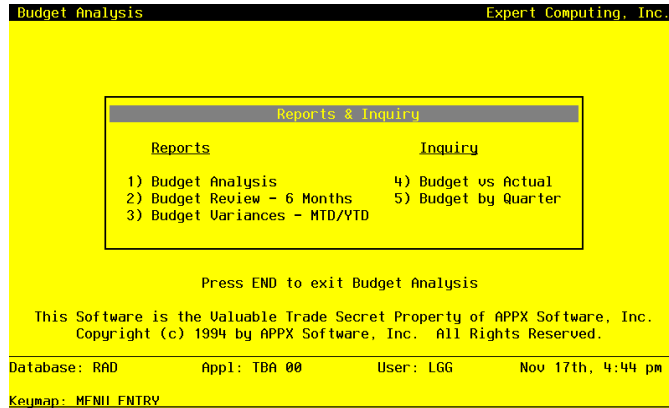 Budget Analysis Expert Computing, Inc.
Reports & Inquiry
Reports Inquiry
1) Budget Analysis 4) Budget vs Actual
2) Budget Review - 6 Months 5) Budget by Quarter
3) Budget Variances - MTD/YTD
Press END to exit Budget Analysis
This Software is the Valuable Trade Secret Property of APPX Software, Inc.
Copyright (c) 1994 by APPX Software, Inc. All Rights Reserved.
Database: RAD Appl: TBA 00 User: LGG Nov 17th, 4:44 pm
Keymap: MENU ENTRY